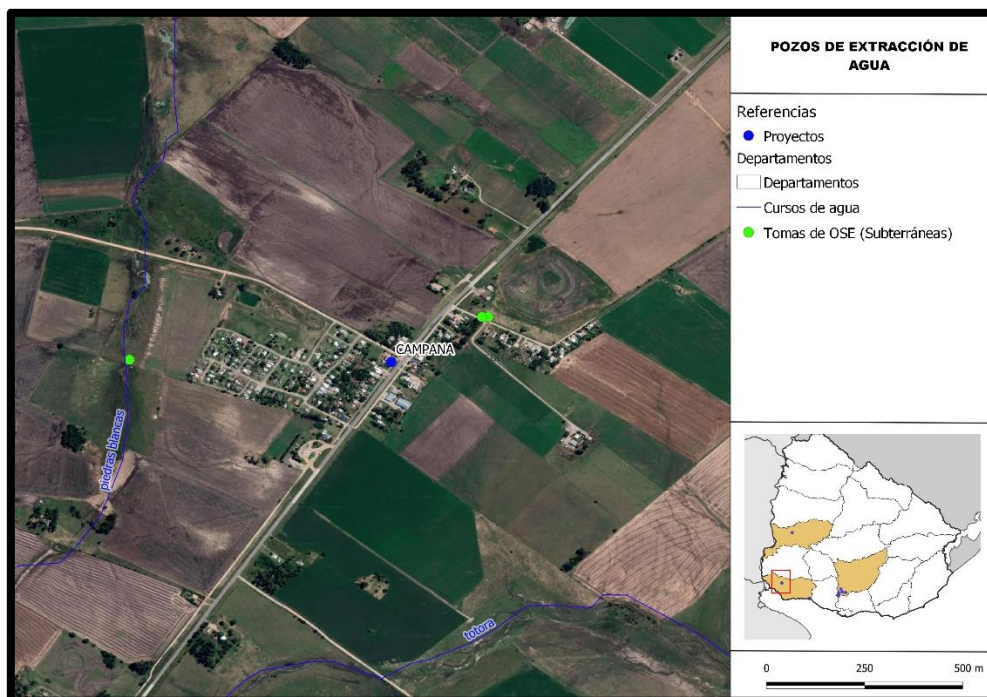 POZOS DE EXTRACCIÓN DE
AGUA
Referencias
Proyectos
Departamentos
Departamentos
Cursos de agua
Tomas de OSE (Subterráneas)
CAMPANA
piedras blancas
totora
0 250 500 m